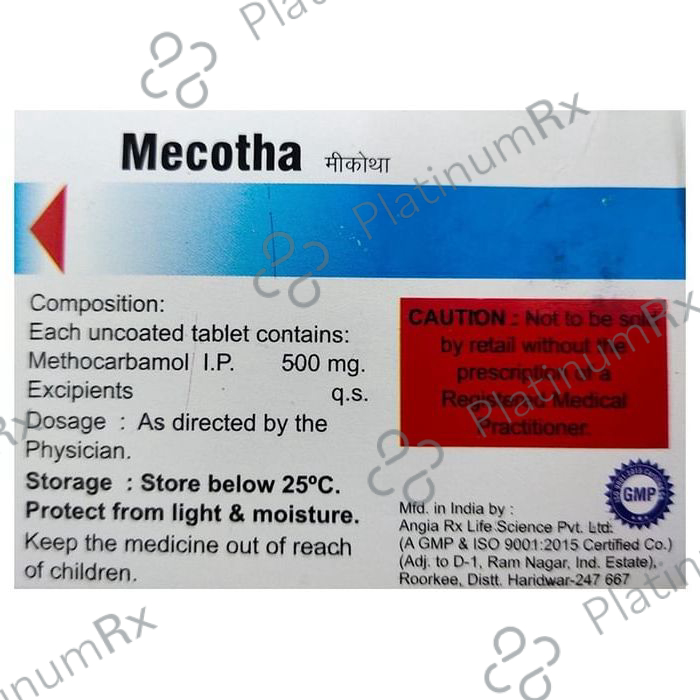 PlatinumRx
Mecotha मीकोथा
PlatinumRx
Composition:
Each uncoated tablet contains:
Methocarbamol I.P. 500 mg.
Excipients q.s.
Dosage : As directed by the
Physician.
Storage : Store below 25ºC.
Protect from light & moisture.
Keep the medicine out of reach
of children.
CAUTION : Not to be sold
by retail without the
prescription of a
Registered Medical
Practitioner.
PlatinumRx
GMP
Mfd. in India by :
Angia Rx Life Science Pvt. Ltd.
(A GMP & ISO 9001:2015 Certified Co.)
(Adj. to D-1, Ram Nagar, Ind. Estate),
Roorkee, Distt. Haridwar-247 667
PlatinumRx
PlatinumRx